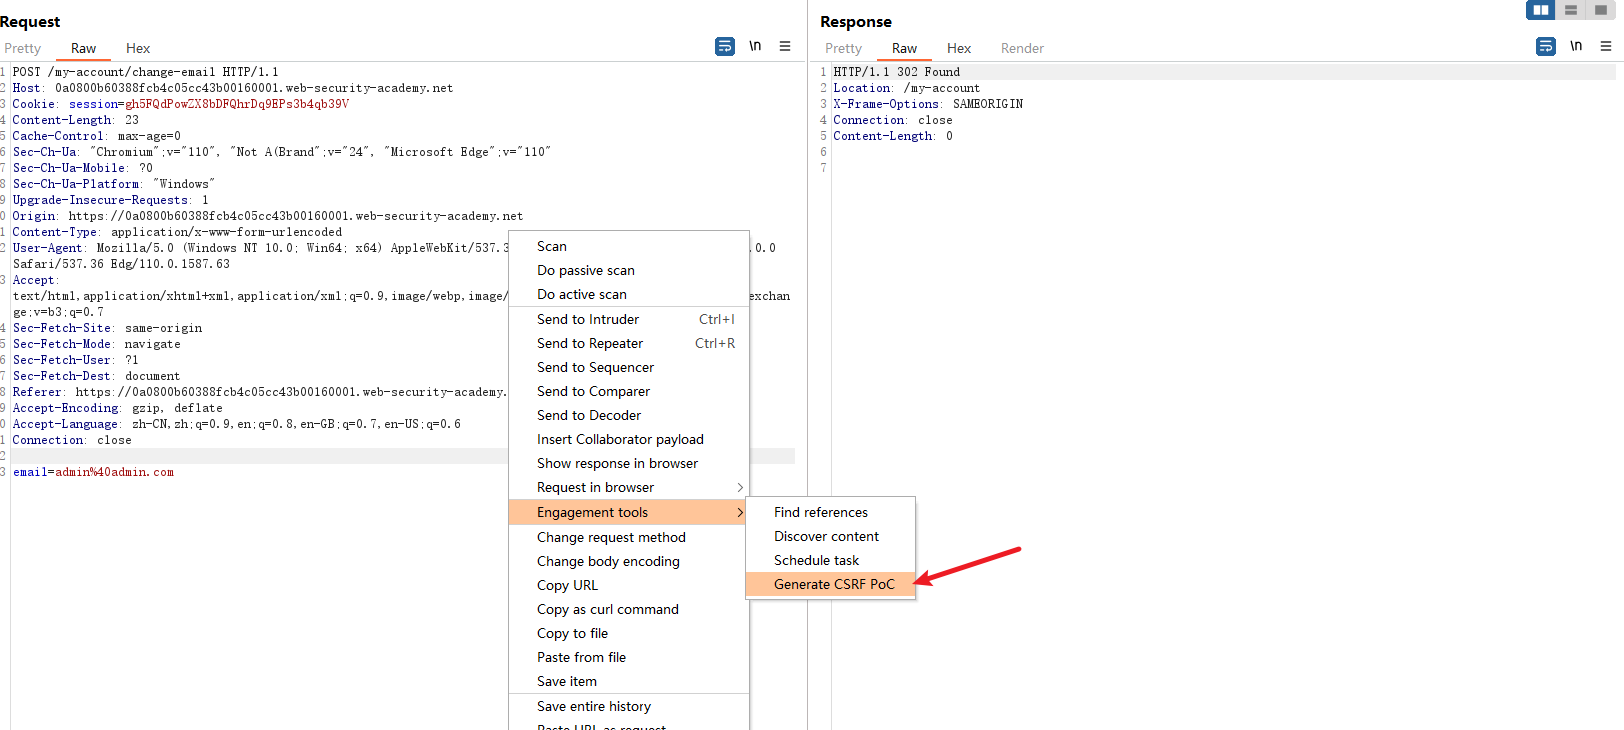 Request
Pretty Raw Hex
\n
1 POST /my-account/change-email HTTP/1.1
2 Host: 0a0800b60388fcb4c05cc43b00160001.web-security-academy.net
3 Cookie: session=gh5FQdPowZX8bDFQhrDq9EPs3b4qb39V
4 Content-Length: 23
5 Cache-Control: max-age=0
6 Sec-Ch-Ua: "Chromium";v="110", "Not A(Brand";v="24", "Microsoft Edge";v="110"
7 Sec-Ch-Ua-Mobile: ?0
8 Sec-Ch-Ua-Platform: "Windows"
9 Upgrade-Insecure-Requests: 1
0 Origin: https://0a0800b60388fcb4c05cc43b00160001.web-security-academy.net
1 Content-Type: application/x-www-form-urlencoded
2 User-Agent: Mozilla/5.0 (Windows NT 10.0; Win64; x64) AppleWebKit/537.3 .0.0
Safari/537.36 Edg/110.0.1587.63
3 Accept:
text/html,application/xhtml+xml,application/xml;q=0.9,image/webp,image/ exchan
ge;v=b3;q=0.7
4 Sec-Fetch-Site: same-origin
5 Sec-Fetch-Mode: navigate
6 Sec-Fetch-User: ?1
7 Sec-Fetch-Dest: document
8 Referer: https://0a0800b60388fcb4c05cc43b00160001.web-security-academy.
9 Accept-Encoding: gzip, deflate
0 Accept-Language: zh-CN,zh;q=0.9,en;q=0.8,en-GB;q=0.7,en-US;q=0.6
1 Connection: close
2
3 email=admin%40admin.com
Scan
Do passive scan
Do active scan
Send to Intruder Ctrl+I
Send to Repeater Ctrl+R
Send to Sequencer
Send to Comparer
Send to Decoder
Insert Collaborator payload
Show response in browser
Request in browser
Engagement tools
Change request method
Change body encoding
Copy URL
Copy as curl command
Copy to file
Paste from file
Save item
Save entire history
Paste URL as request
Find references
Discover content
Schedule task
Generate CSRF PoC
Response
Pretty Raw Hex Render
\n
1 HTTP/1.1 302 Found
2 Location: /my-account
3 X-Frame-Options: SAMEORIGIN
4 Connection: close
5 Content-Length: 0
6
7